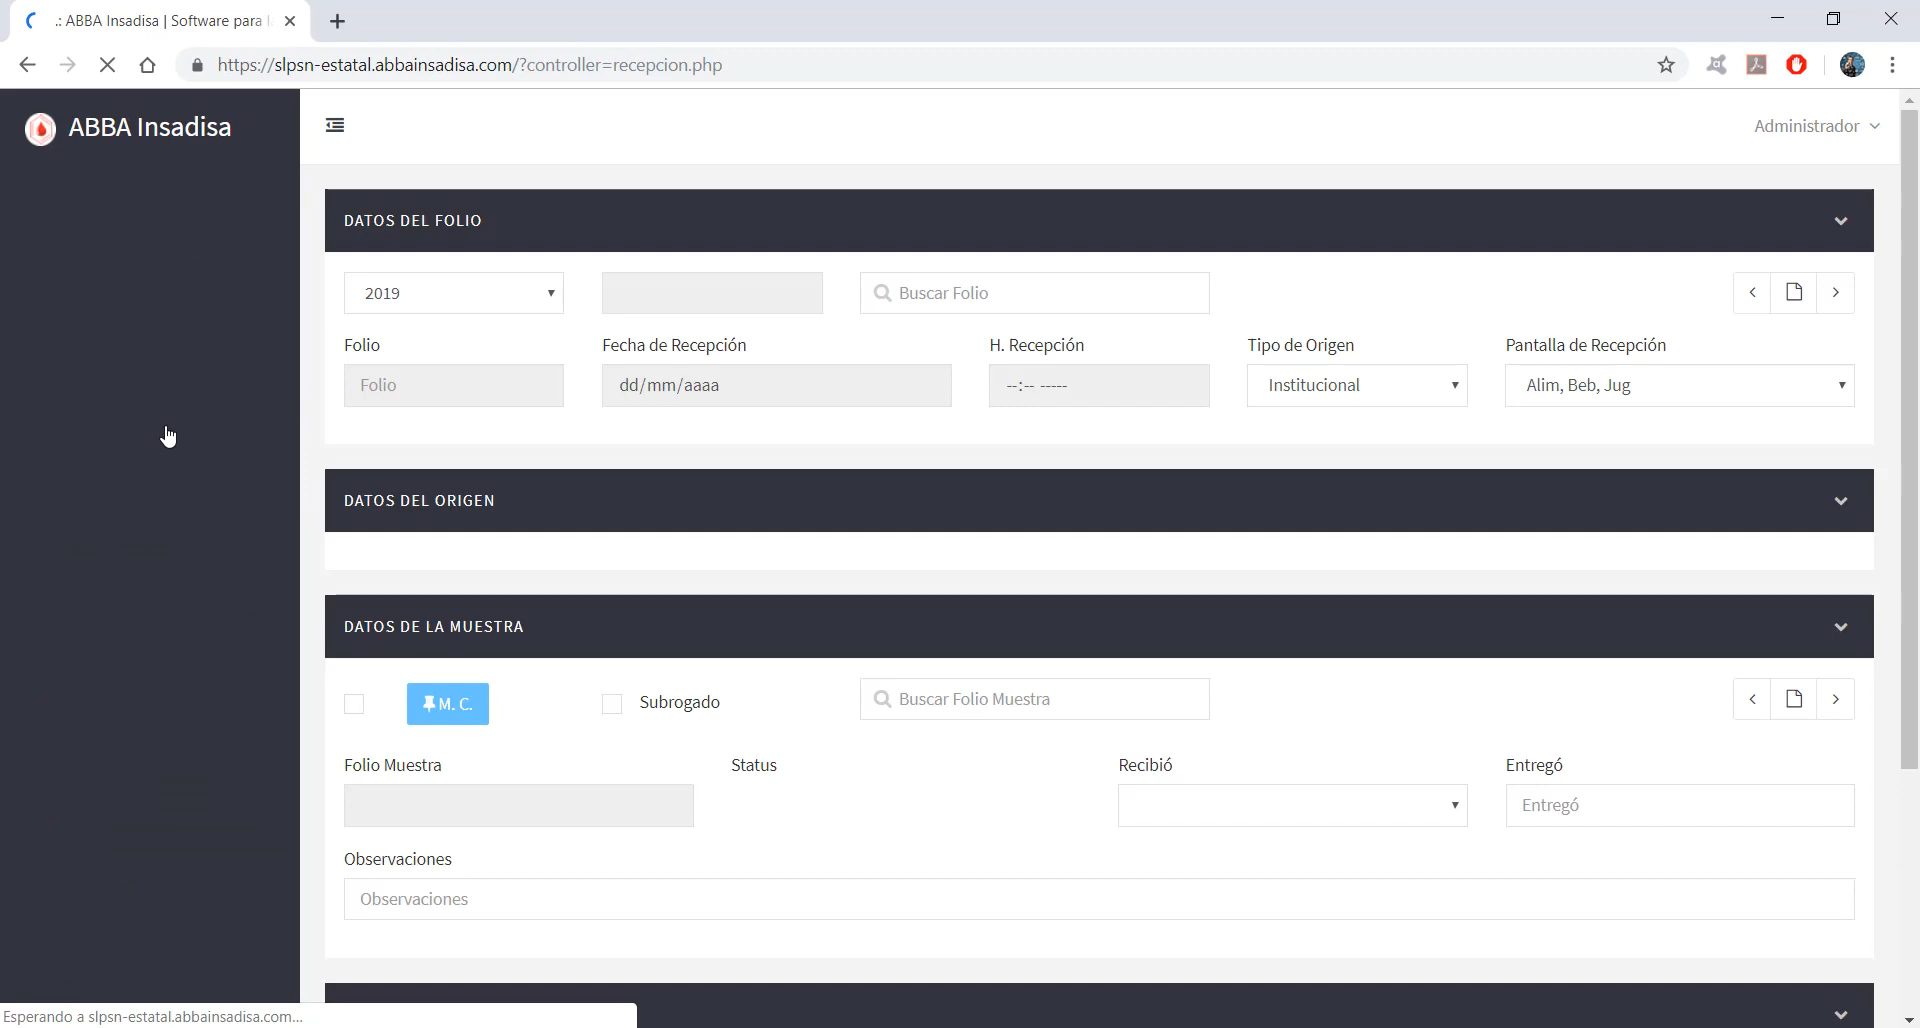 .: ABBA Insadisa | Software para l
https://slpsn-estatal.abbainsadisa.com/?controller=recepcion.php
ABBA Insadisa
Administrador
DATOS DEL FOLIO
2019
Buscar Folio
Folio
Fecha de Recepción
H. Recepción
Tipo de Origen
Pantalla de Recepción
Folio
dd/mm/aaaa
--:-- -----
Institucional
Alim, Beb, Jug
DATOS DEL ORIGEN
DATOS DE LA MUESTRA
M. C.
Subrogado
Buscar Folio Muestra
Folio Muestra
Status
Recibió
Entregó
Entregó
Observaciones
Observaciones
Esperando a slpsn-estatal.abbainsadisa.com...